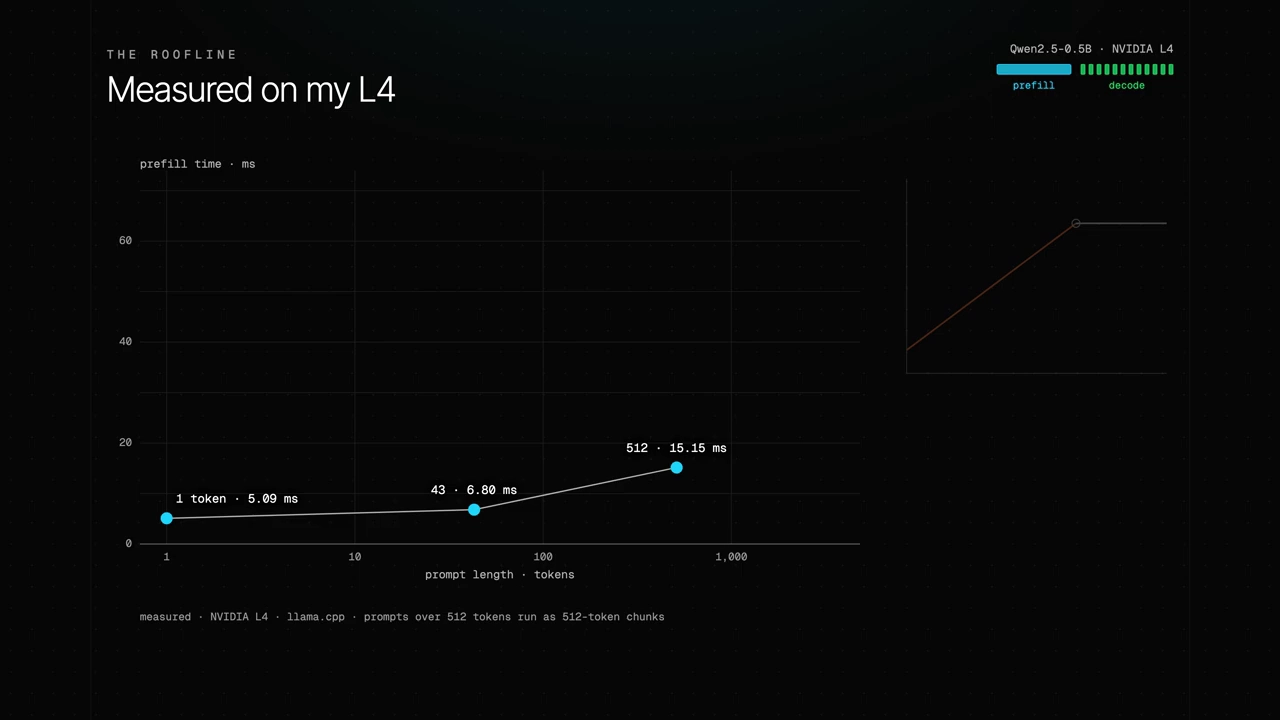 THE ROOFLINE
Measured on my L4
Qwen2.5-0.5B · NVIDIA L4
prefill
decode
prefill time · ms
60
40
20
0
512 · 15.15 ms
43 · 6.80 ms
1 token · 5.09 ms
1
10
100
1,000
prompt length · tokens
measured · NVIDIA L4 · llama.cpp · prompts over 512 tokens run as 512-token chunks